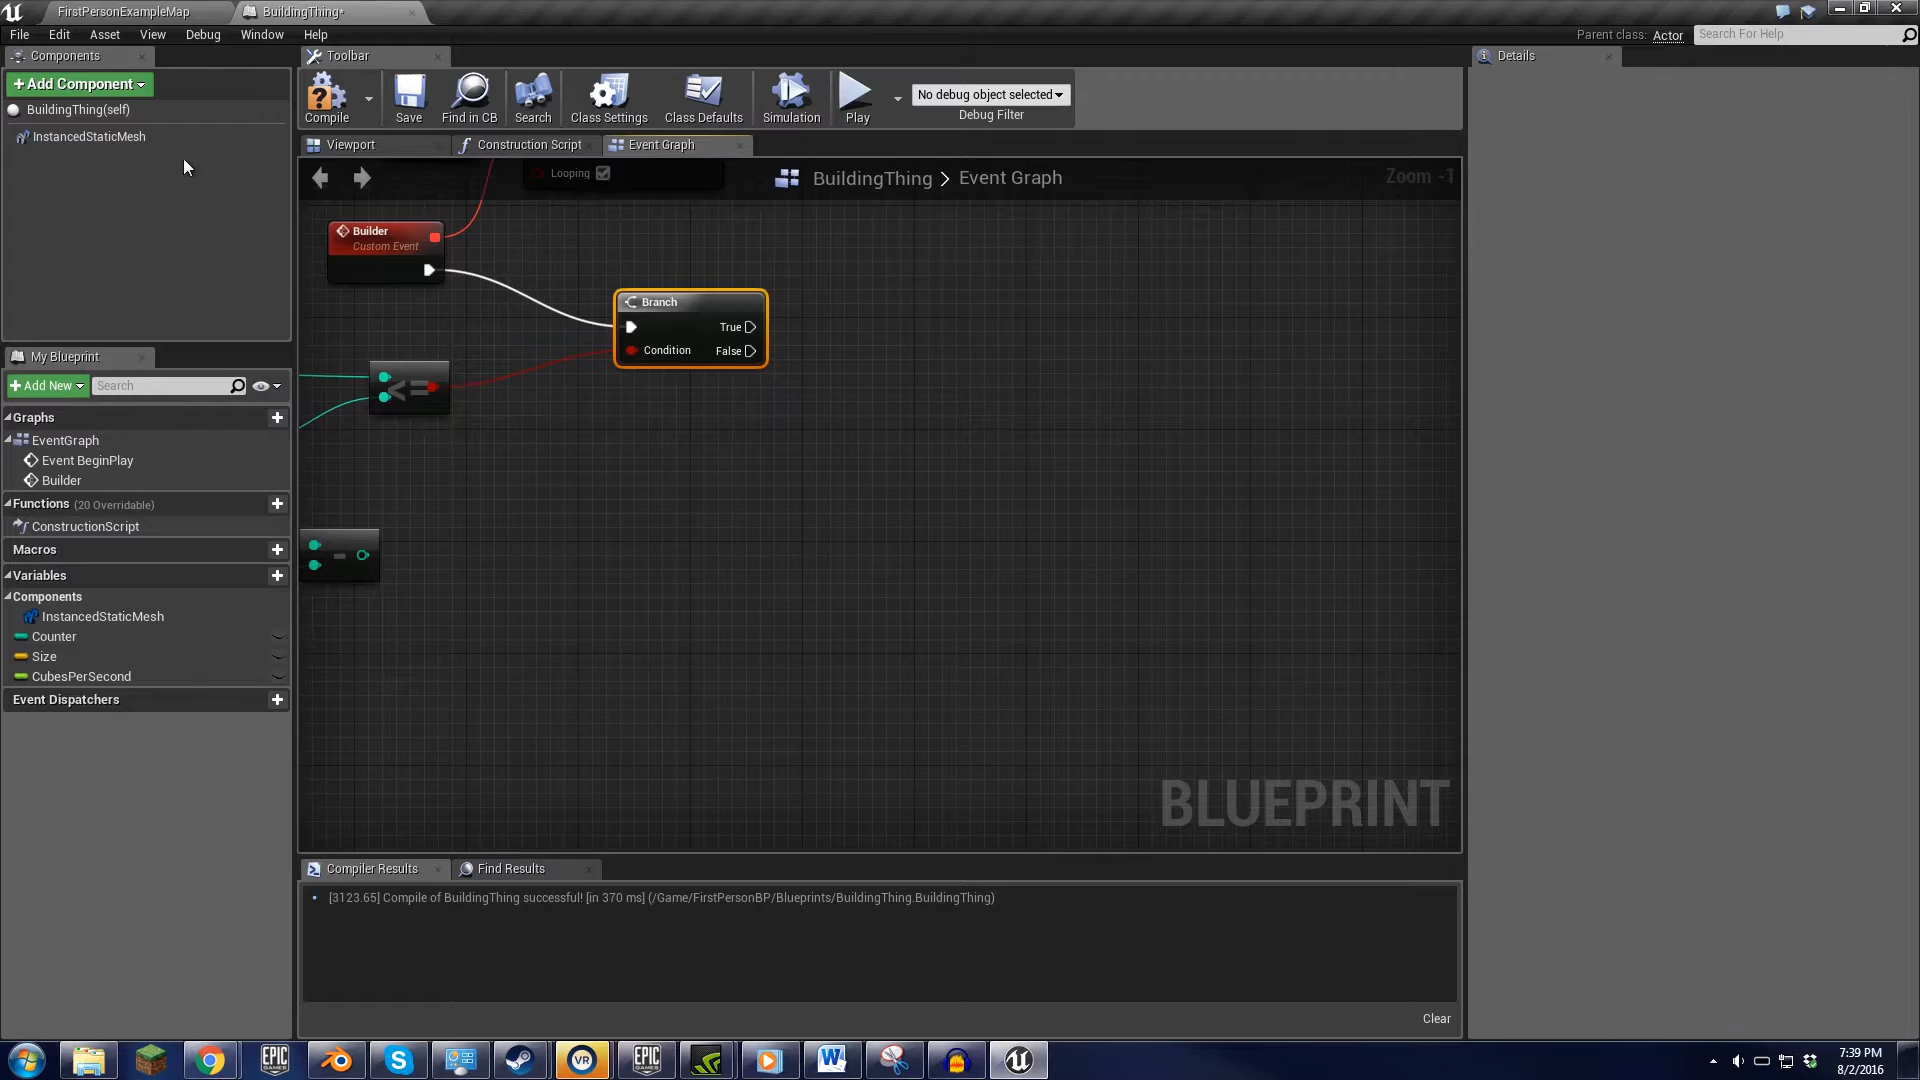 FirstPersonExampleMap
BuildingThing*
File Edit Asset View Debug Window Help
Parent class: Actor
Search For Help
Components
Toolbar
Details
+Add Component
BuildingThing(self)
InstancedStaticMesh
Compile
Save
Find in CB
Search
Class Settings
Class Defaults
Simulation
Play
No debug object selected
Debug Filter
Viewport
Construction Script
Event Graph
Looping
BuildingThing > Event Graph
Zoom -1
Builder
Custom Event
Branch
True
Condition
False
<=
-
BLUEPRINT
My Blueprint
+Add New
Search
Graphs
EventGraph
Event BeginPlay
Builder
Functions (20 Overridable)
ConstructionScript
Macros
Variables
Components
InstancedStaticMesh
Counter
Size
CubesPerSecond
Event Dispatchers
Compiler Results
Find Results
[3123.65] Compile of BuildingThing successful! [in 370 ms] (/Game/FirstPersonBP/Blueprints/BuildingThing.BuildingThing)
Clear
EPIC GAMES
VR
EPIC GAMES
W
7:39 PM
8/2/2016